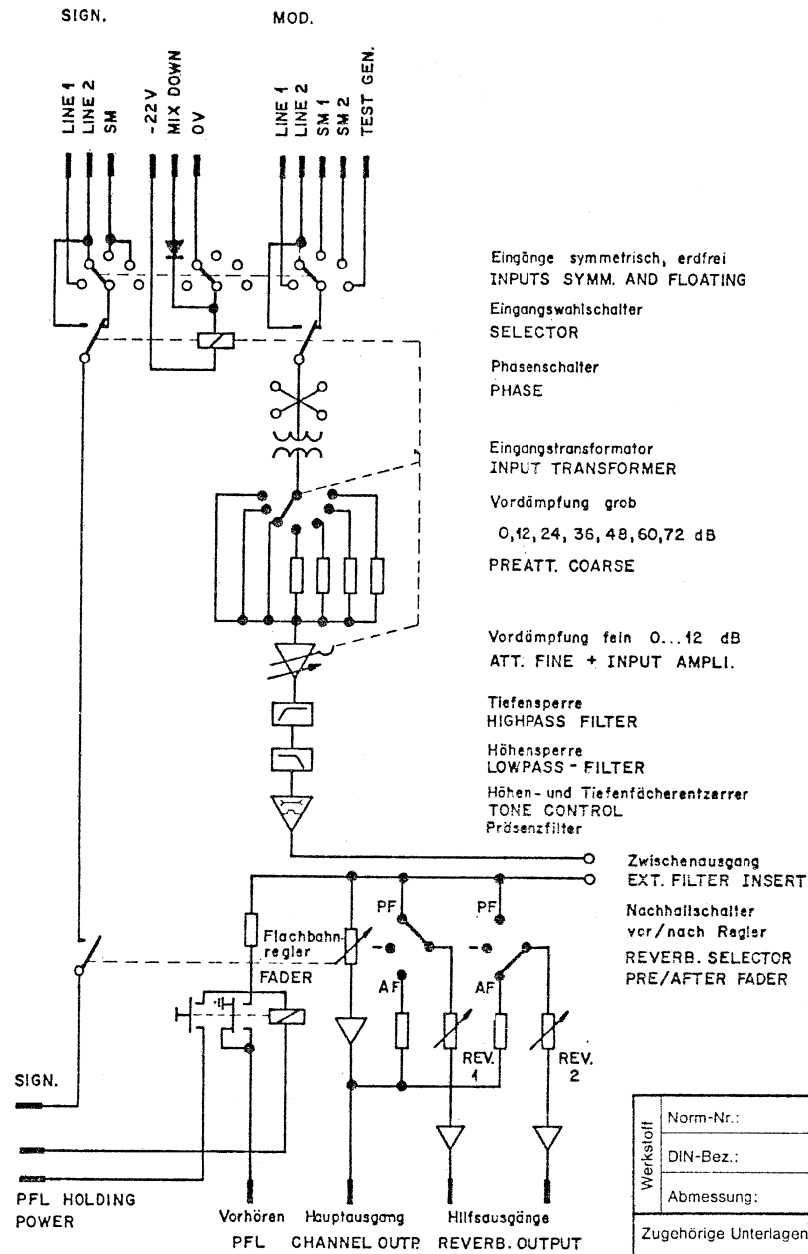 SIGN.
MOD.
LINE 1
LINE 2
SM
-22V
MIX DOWN
0V
LINE 1
LINE 2
SM 1
SM 2
TEST GEN.
Eingänge symmetrisch, erdfrei
INPUTS SYMM. AND FLOATING
Eingangswahlschalter
SELECTOR
Phasenschalter
PHASE
Eingangstransformator
INPUT TRANSFORMER
Vordämpfung grob
0,12,24,36,48,60,72 dB
PREATT. COARSE
Vordämpfung fein 0...12 dB
ATT. FINE + INPUT AMPLI.
Tiefensperre
HIGHPASS FILTER
Höhensperre
LOWPASS - FILTER
Höhen- und Tiefenfächerentzerrer
TONE CONTROL
Präsenzfilter
Zwischenausgang
EXT. FILTER INSERT
Nachhallschalter
vor/nach Regler
REVERB. SELECTOR
PRE/AFTER FADER
PF
PF
Flachbahn-
regler
FADER
AF
AF
REV.
1
REV.
2
SIGN.
PFL HOLDING
POWER
Vorhören
PFL
Hauptausgang
CHANNEL OUTP.
Hilfsausgänge
REVERB. OUTPUT
Werkstoff
Norm-Nr.:
DIN-Bez.:
Abmessung:
Zugehörige Unterlagen